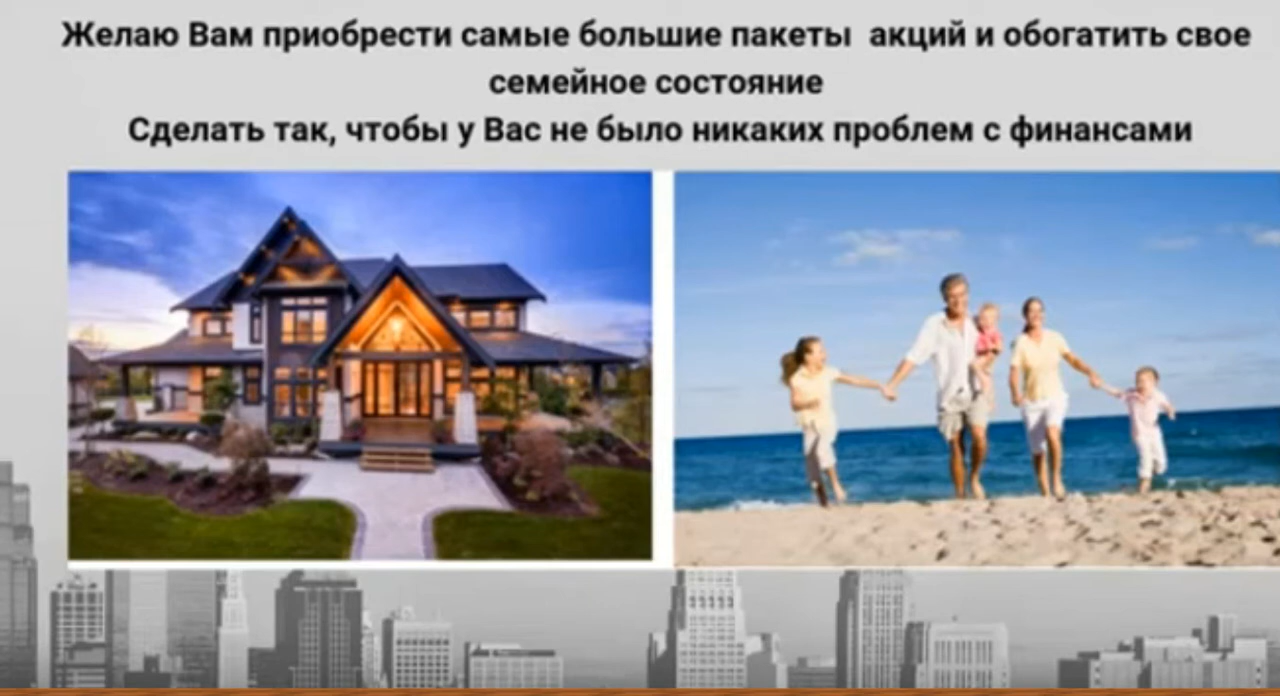 Желаю Вам приобрести самые большие пакеты акций и обогатить свое
семейное состояние
Сделать так, чтобы у Вас не было никаких проблем с финансами